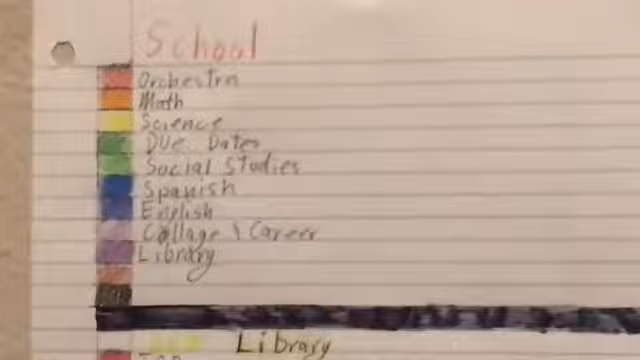 School
Orchestra
Math
Science
Due Dates
Social Studies
Spanish
English
Collage & Career
Library
Library